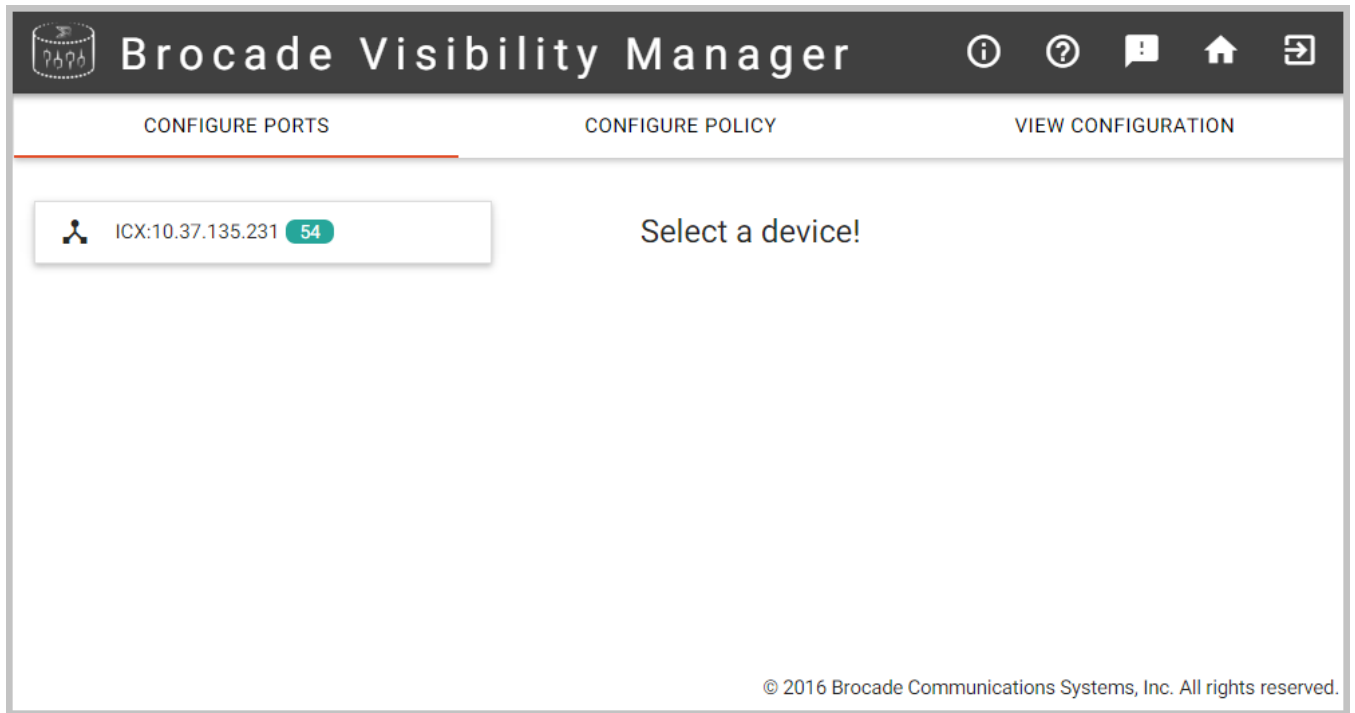 Brocade Visibility Manager
CONFIGURE PORTS CONFIGURE POLICY VIEW CONFIGURATION
ICX:10.37.135.231 54
Select a device!
© 2016 Brocade Communications Systems, Inc. All rights reserved.